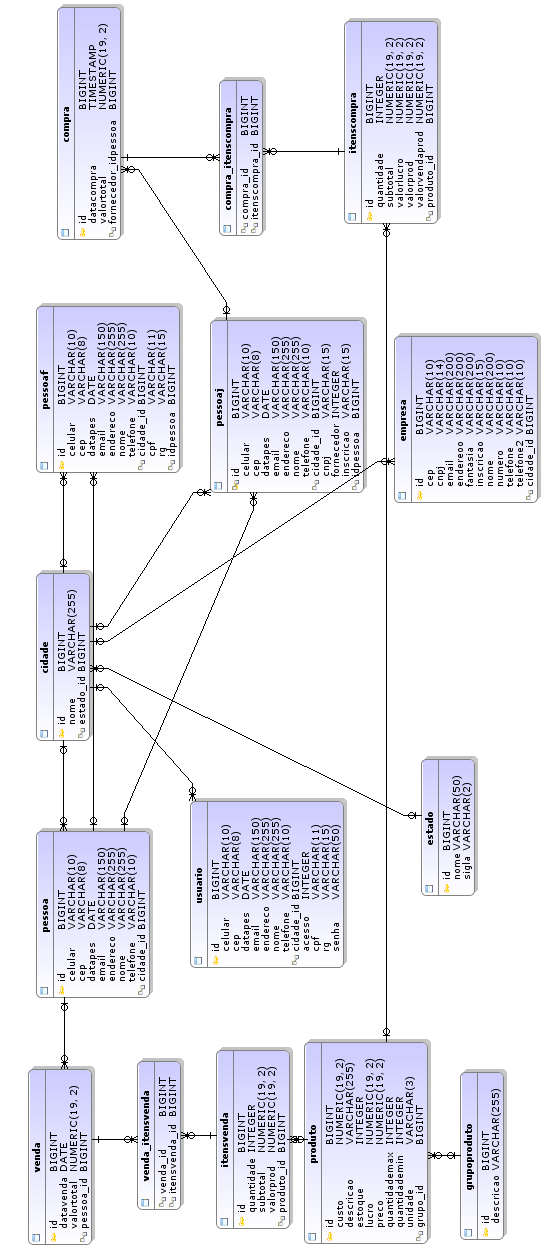 venda
id BIGINT
datavenda DATE
valortotal NUMERIC(19, 2)
pessoa_id BIGINT
pessoa
id BIGINT
celular VARCHAR(10)
cep VARCHAR(8)
datapes DATE
email VARCHAR(150)
endereco VARCHAR(255)
nome VARCHAR(255)
telefone VARCHAR(10)
cidade_id BIGINT
cidade
id BIGINT
nome VARCHAR(255)
estado_id BIGINT
pessoaf
id BIGINT
celular VARCHAR(10)
cep VARCHAR(8)
datapes DATE
email VARCHAR(150)
endereco VARCHAR(255)
nome VARCHAR(255)
telefone VARCHAR(10)
cidade_id BIGINT
cpf VARCHAR(11)
rg VARCHAR(15)
idpessoa BIGINT
compra
id BIGINT
datacompra TIMESTAMP
valortotal NUMERIC(19, 2)
fornecedor_idpessoa BIGINT
venda_itensvenda
venda_id BIGINT
itensvenda_id BIGINT
usuario
id BIGINT
celular VARCHAR(10)
cep VARCHAR(8)
datapes DATE
email VARCHAR(150)
endereco VARCHAR(255)
nome VARCHAR(255)
telefone VARCHAR(10)
cidade_id BIGINT
acesso INTEGER
cpf VARCHAR(11)
rg VARCHAR(15)
senha VARCHAR(50)
pessoaj
id BIGINT
celular VARCHAR(10)
cep VARCHAR(8)
datapes DATE
email VARCHAR(150)
endereco VARCHAR(255)
nome VARCHAR(255)
telefone VARCHAR(10)
cidade_id BIGINT
cnpj VARCHAR(15)
fornecedor INTEGER
inscricao VARCHAR(15)
idpessoa BIGINT
compra_itenscompra
compra_id BIGINT
itenscompra_id BIGINT
itensvenda
id BIGINT
quantidade INTEGER
subtotal NUMERIC(19, 2)
valorprod NUMERIC(19, 2)
produto_id BIGINT
produto
id BIGINT
custo NUMERIC(19, 2)
descricao VARCHAR(255)
estoque INTEGER
lucro NUMERIC(19, 2)
preco NUMERIC(19, 2)
quantidademax INTEGER
quantidademin INTEGER
unidade VARCHAR(3)
grupo_id BIGINT
itenscompra
id BIGINT
quantidade INTEGER
subtotal NUMERIC(19, 2)
valorlucro NUMERIC(19, 2)
valorprod NUMERIC(19, 2)
valorvendaprod NUMERIC(19, 2)
produto_id BIGINT
empresa
id BIGINT
cep VARCHAR(10)
cnpj VARCHAR(14)
email VARCHAR(200)
endereco VARCHAR(200)
fantasia VARCHAR(200)
inscricao VARCHAR(15)
nome VARCHAR(200)
numero VARCHAR(10)
telefone VARCHAR(10)
telefone2 VARCHAR(10)
cidade_id BIGINT
grupoproduto
id BIGINT
descricao VARCHAR(255)
estado
id BIGINT
nome VARCHAR(50)
sigla VARCHAR(2)